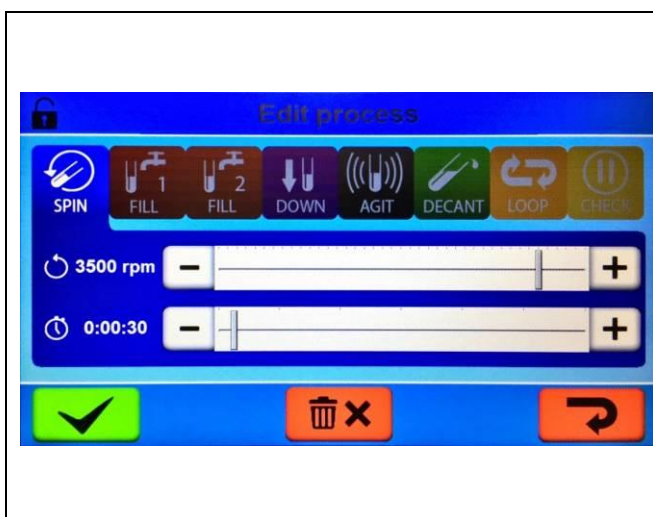 Edit process
SPIN
1
FILL
2
FILL
DOWN
AGIT
DECANT
LOOP
CHECK
3500 rpm
0:00:30